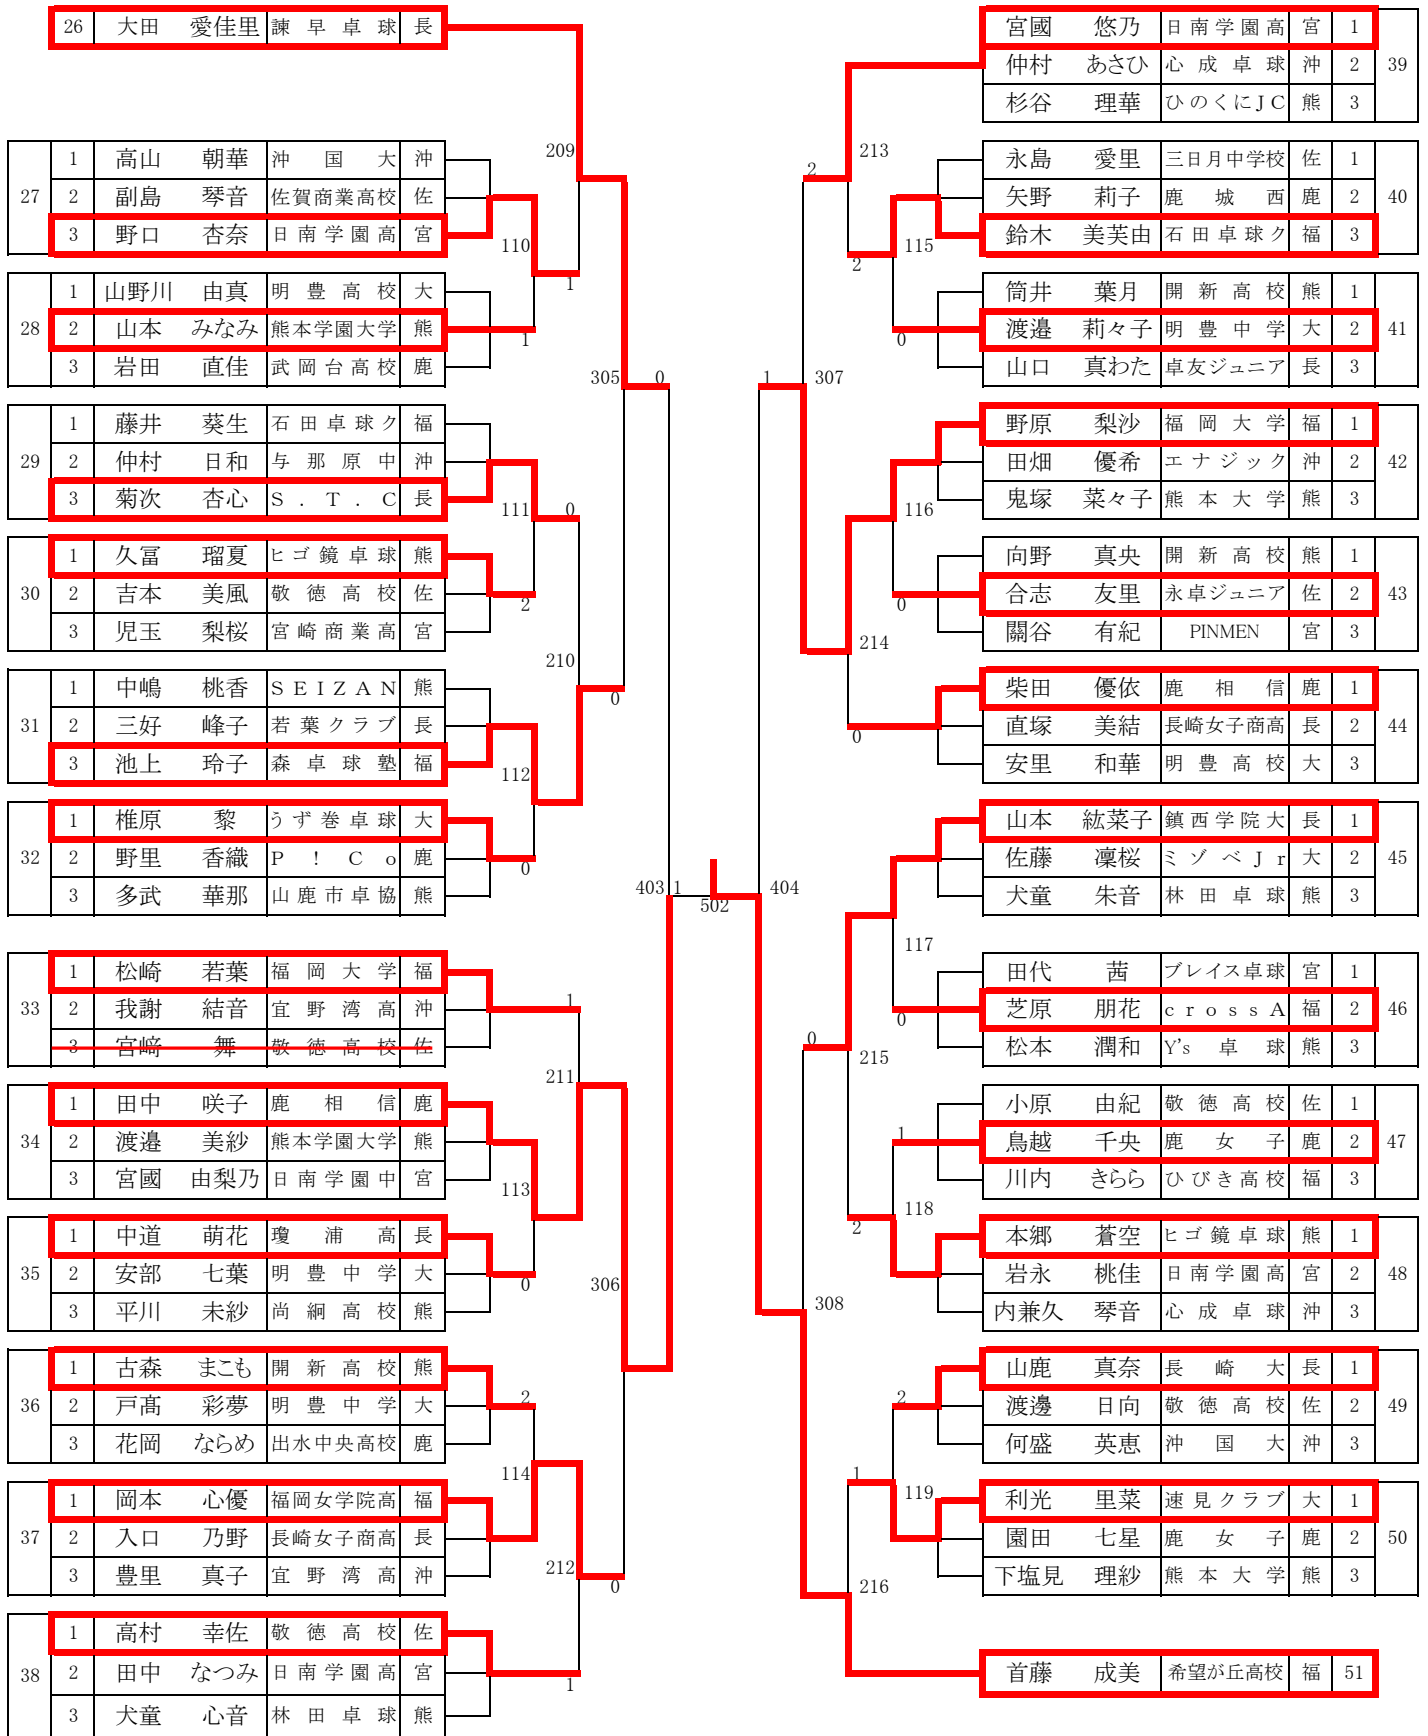 26 大田 愛佳里 諫早卓球 長
27
1 高山 朝華 沖国大 沖
2 副島 琴音 佐賀商業高校 佐
3 野口 杏奈 日南学園高 宮
28
1 山野川 由真 明豊高校 大
2 山本 みなみ 熊本学園大学 熊
3 岩田 直佳 武岡台高校 鹿
29
1 藤井 葵生 石田卓球ク 福
2 仲村 日和 与那原中 沖
3 菊次 杏心 S.T.C 長
30
1 久冨 瑠夏 ヒゴ鏡卓球 熊
2 吉本 美風 敬徳高校 佐
3 児玉 梨桜 宮崎商業高 宮
31
1 中嶋 桃香 SEIZAN 熊
2 三好 峰子 若葉クラブ 長
3 池上 玲子 森卓球塾 福
32
1 椎原 黎 うず巻卓球 大
2 野里 香織 P!Co 鹿
3 多武 華那 山鹿市卓協 熊
33
1 松崎 若葉 福岡大学 福
2 我謝 結音 宜野湾高 沖
3 宮﨑 舞 敬徳高校 佐
34
1 田中 咲子 鹿相信 鹿
2 渡邉 美紗 熊本学園大学 熊
3 宮國 由梨乃 日南学園中 宮
35
1 中道 萌花 瓊浦高 長
2 安部 七葉 明豊中学 大
3 平川 未紗 尚絅高校 熊
36
1 古森 まこも 開新高校 熊
2 戸髙 彩夢 明豊中学 大
3 花岡 ならめ 出水中央高校 鹿
37
1 岡本 心優 福岡女学院高 福
2 入口 乃野 長崎女子商高 長
3 豊里 真子 宜野湾高 沖
38
1 高村 幸佐 敬徳高校 佐
2 田中 なつみ 日南学園高 宮
3 犬童 心音 林田卓球 熊
209
110
1
1
305 0
111 0
2
210
0
112
0
403 1
502
1
211
113
0
306
2
114
212
0
1
宮國 悠乃 日南学園高 宮 1
仲村 あさひ 心成卓球 沖 2
杉谷 理華 ひのくにJC 熊 3
39
永島 愛里 三日月中学校 佐 1
矢野 莉子 鹿城西 鹿 2
鈴木 美芙由 石田卓球ク 福 3
40
筒井 葉月 開新高校 熊 1
渡邉 莉々子 明豊中学 大 2
山口 真わた 卓友ジュニア 長 3
41
野原 梨沙 福岡大学 福 1
田畑 優希 エナジック 沖 2
鬼塚 菜々子 熊本大学 熊 3
42
向野 真央 開新高校 熊 1
合志 友里 永卓ジュニア 佐 2
關谷 有紀 PINMEN 宮 3
43
柴田 優依 鹿相信 鹿 1
直塚 美結 長崎女子商高 長 2
安里 和華 明豊高校 大 3
44
山本 紘菜子 鎮西学院大 長 1
佐藤 凜桜 ミゾベJr 大 2
犬童 朱音 林田卓球 熊 3
45
田代 茜 ブレイス卓球 宮 1
芝原 朋花 crossA 福 2
松本 潤和 Y's卓球 熊 3
46
小原 由紀 敬徳高校 佐 1
鳥越 千央 鹿女子 鹿 2
川内 きらら ひびき高校 福 3
47
本郷 蒼空 ヒゴ鏡卓球 熊 1
岩永 桃佳 日南学園高 宮 2
内兼久 琴音 心成卓球 沖 3
48
山鹿 真奈 長崎大 長 1
渡邊 日向 敬徳高校 佐 2
何盛 英恵 沖国大 沖 3
49
利光 里菜 速見クラブ 大 1
園田 七星 鹿女子 鹿 2
下塩見 理紗 熊本大学 熊 3
50
首藤 成美 希望が丘高校 福 51
2 213
115
2
0
1 307
116
0
214
0
404
117
0
0 215
1
118
2
308
2
1 119
216